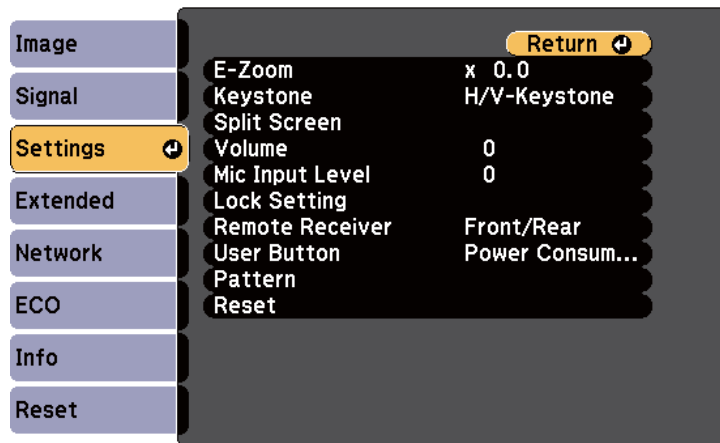 Image
Signal
Settings
Extended
Network
ECO
Info
Reset
Return
E-Zoom x 0.0
Keystone H/V-Keystone
Split Screen
Volume 0
Mic Input Level 0
Lock Setting
Remote Receiver Front/Rear
User Button Power Consum...
Pattern
Reset